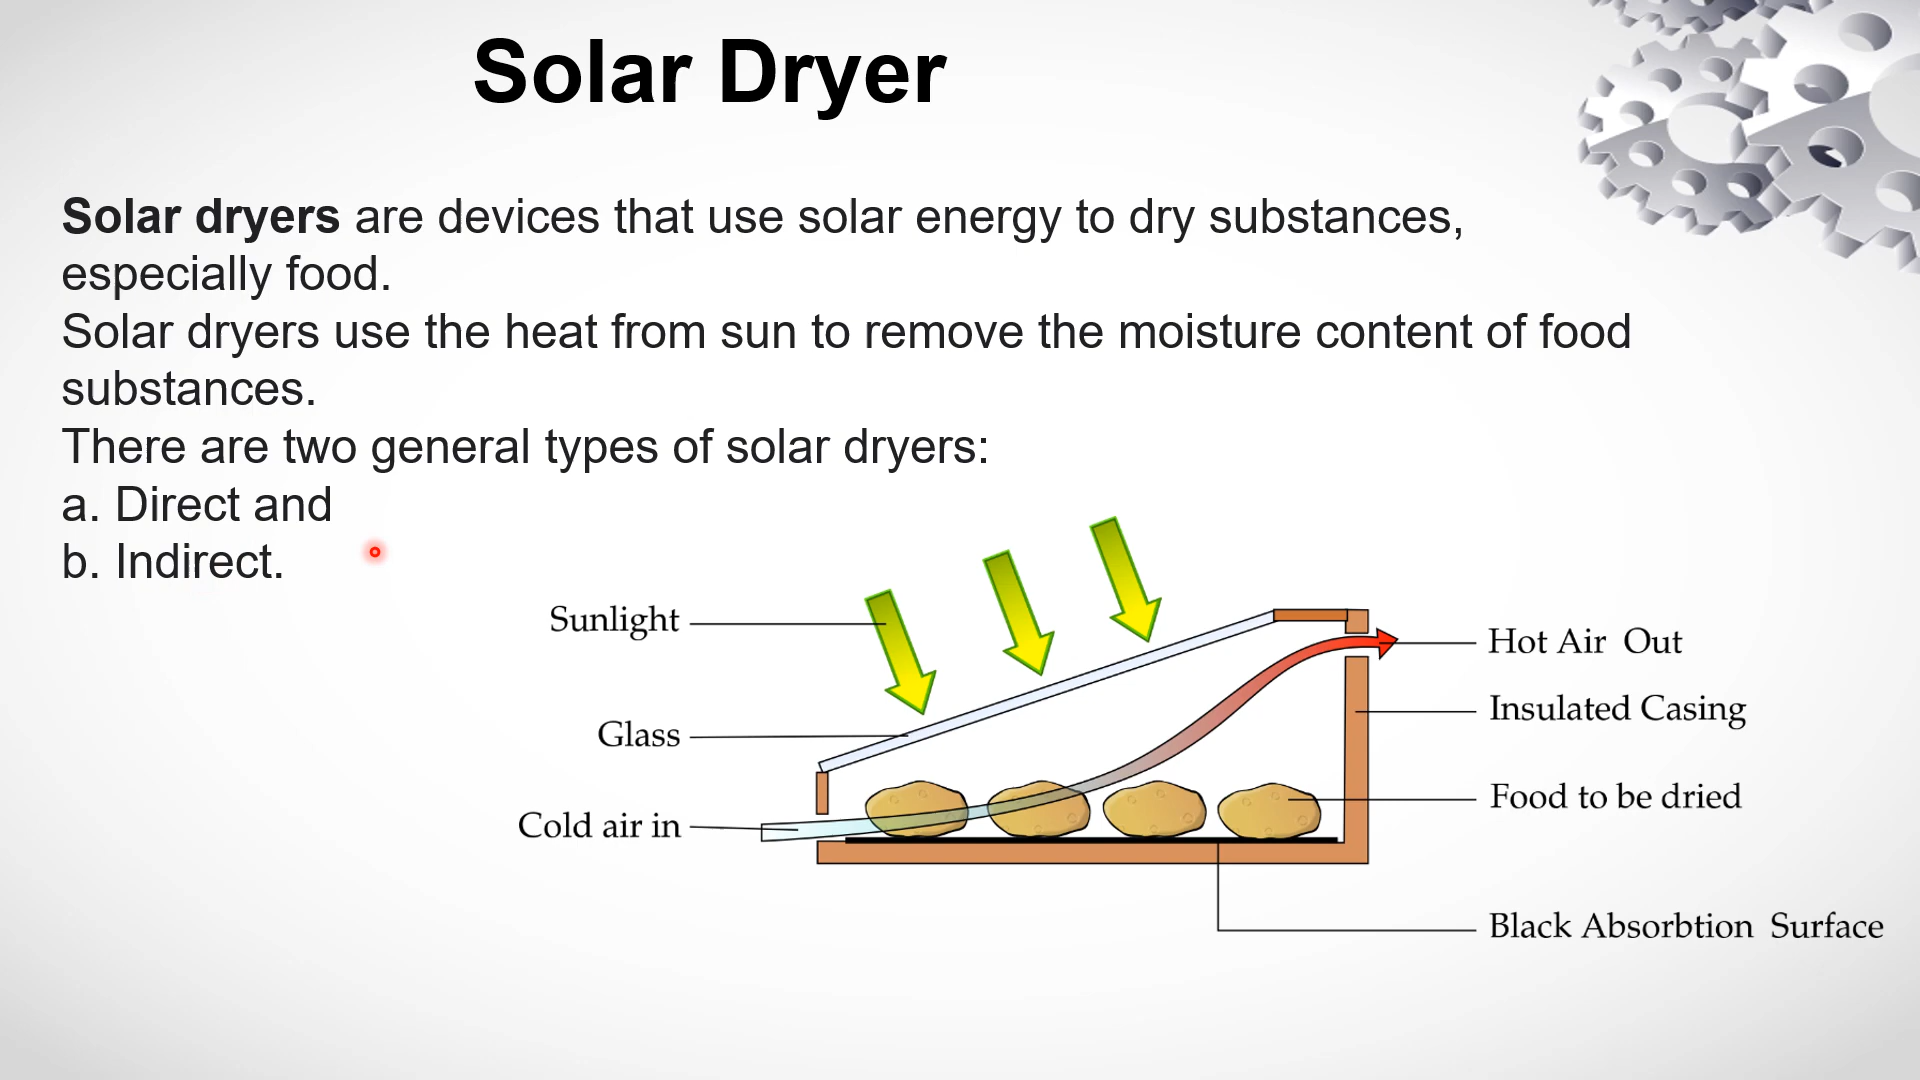 Solar Dryer
Solar dryers are devices that use solar energy to dry substances,
especially food.
Solar dryers use the heat from sun to remove the moisture content of food
substances.
There are two general types of solar dryers:
a. Direct and
b. Indirect.
Sunlight
Hot Air Out
Insulated Casing
Glass
Food to be dried
Cold air in
Black Absorbtion Surface